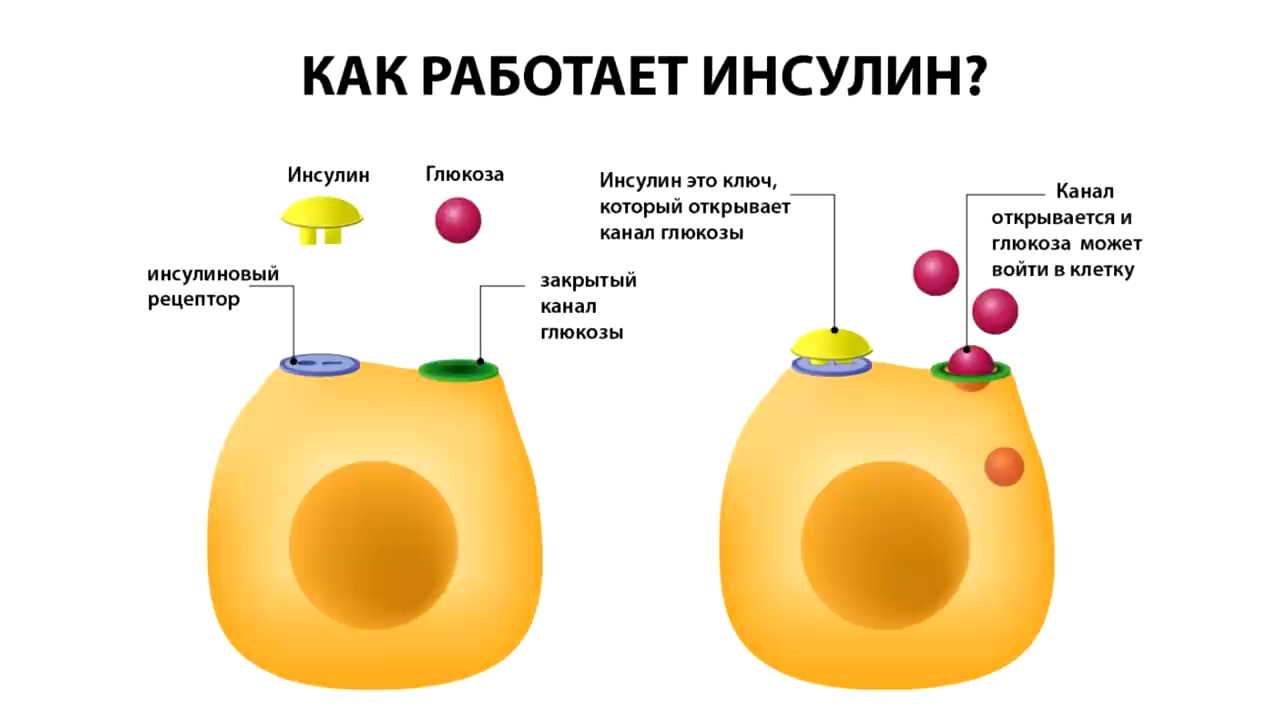 КАК РАБОТАЕТ ИНСУЛИН?
Инсулин
Глюкоза
инсулиновый
рецептор
закрытый
канал
глюкозы
Инсулин это ключ,
который открывает
канал глюкозы
Канал
открывается и
глюкоза может
войти в клетку